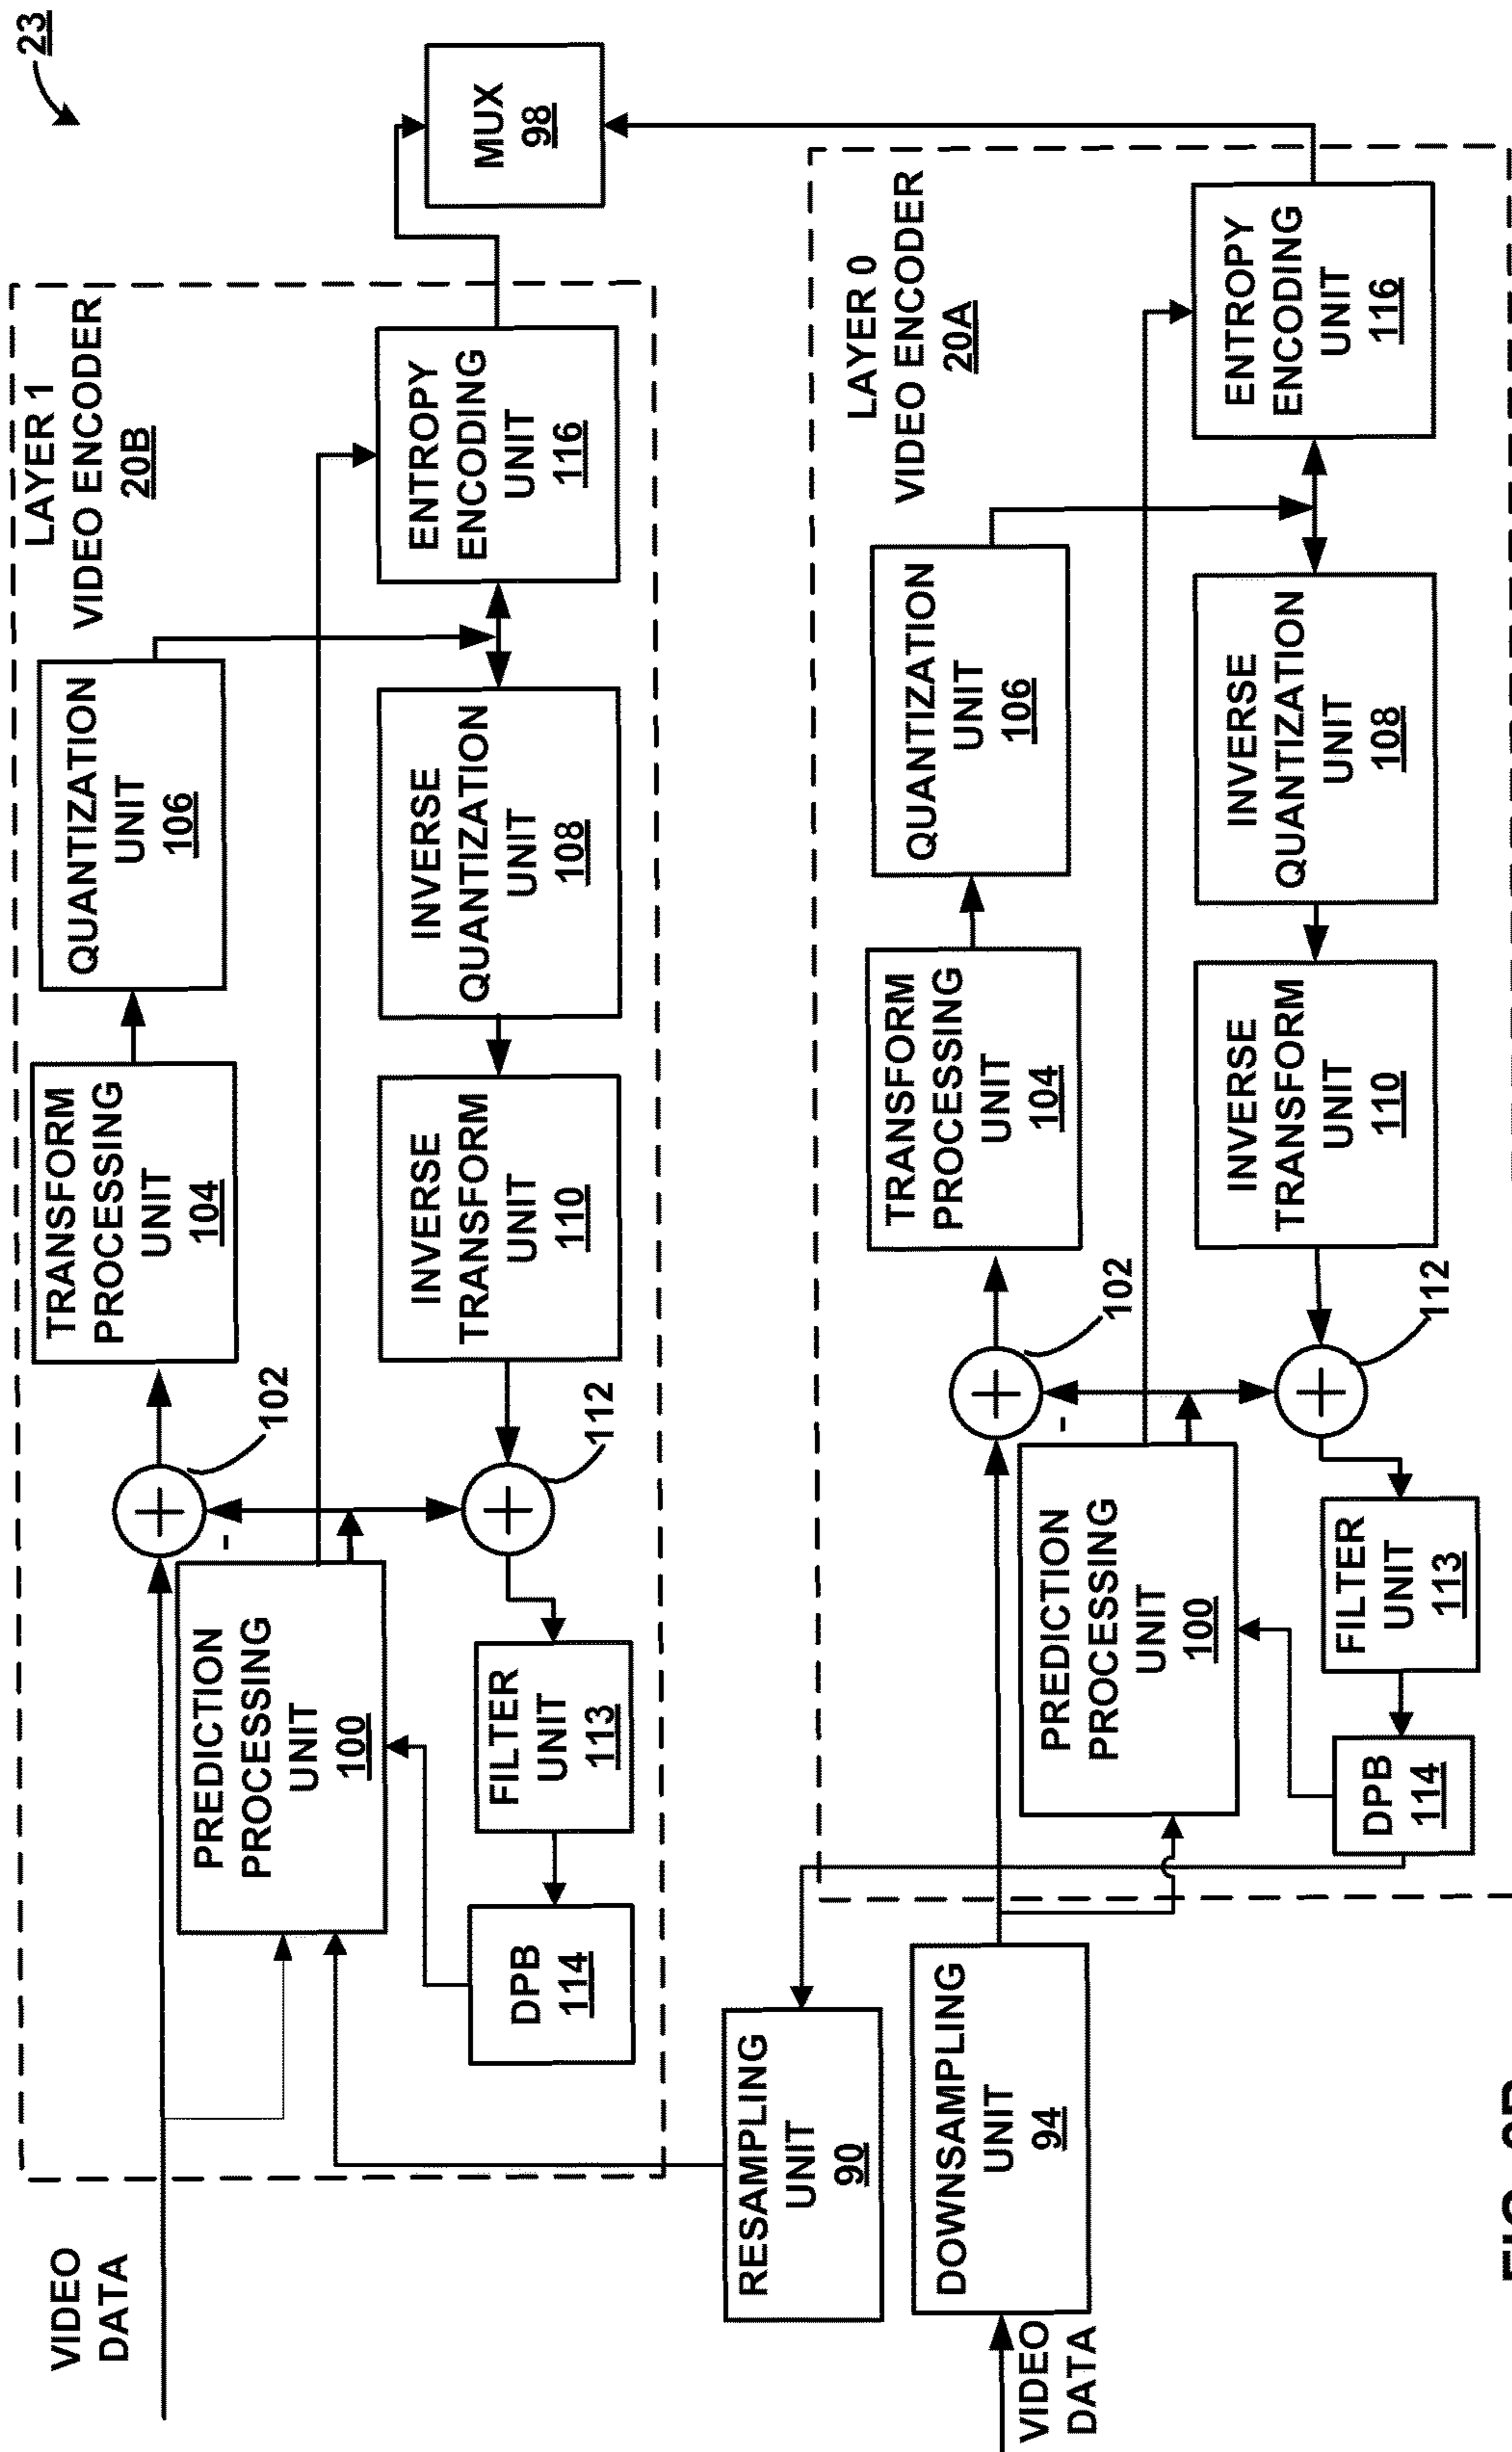 23
LAYER 1
VIDEO ENCODER
20B
MUX
98
VIDEO
DATA
102
TRANSFORM
PROCESSING
UNIT
104
QUANTIZATION
UNIT
106
-
PREDICTION
PROCESSING
UNIT
100
112
INVERSE
TRANSFORM
UNIT
110
INVERSE
QUANTIZATION
UNIT
108
ENTROPY
ENCODING
UNIT
116
FILTER
UNIT
113
DPB
114
RESAMPLING
UNIT
90
LAYER 0
VIDEO ENCODER
20A
VIDEO
DATA
DOWNSAMPLING
UNIT
94
102
TRANSFORM
PROCESSING
UNIT
104
QUANTIZATION
UNIT
106
-
PREDICTION
PROCESSING
UNIT
100
112
INVERSE
TRANSFORM
UNIT
110
INVERSE
QUANTIZATION
UNIT
108
ENTROPY
ENCODING
UNIT
116
FILTER
UNIT
113
DPB
114